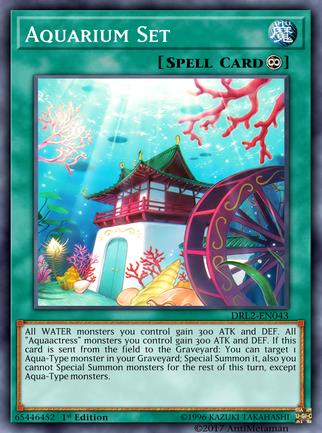 Aquarium Set
[Spell Card]
DRL2-EN043
All WATER monsters you control gain 300 ATK and DEF. All
"Aquaactress" monsters you control gain 300 ATK and DEF. If this
card is sent from the field to the Graveyard: You can target 1
Aqua-Type monster in your Graveyard; Special Summon it, also you
cannot Special Summon monsters for the rest of this turn, except
Aqua-Type monsters.
65446452 1st Edition ©1996 KAZUKI TAKAHASHI
©2017 AntiMetaman